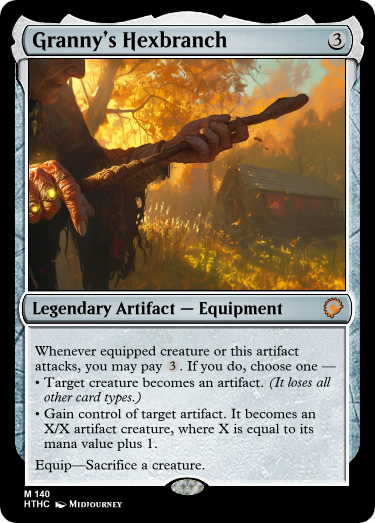 Granny's Hexbranch 3
Legendary Artifact — Equipment
Whenever equipped creature or this artifact
attacks, you may pay 3. If you do, choose one —
• Target creature becomes an artifact. (It loses all
other card types.)
• Gain control of target artifact. It becomes an
X/X artifact creature, where X is equal to its
mana value plus 1.
Equip—Sacrifice a creature.
M 140
HTHC Midjourney